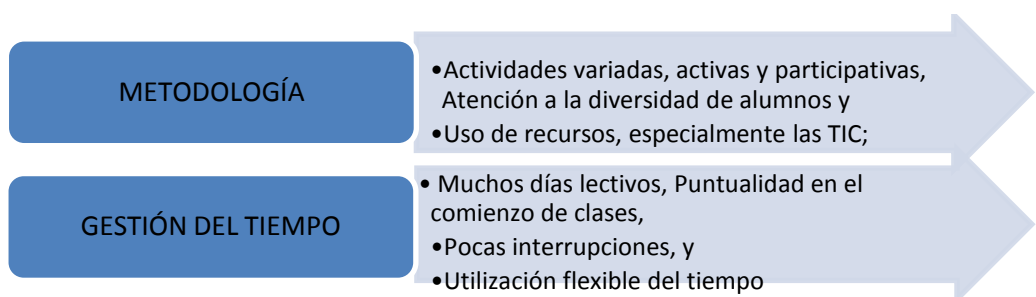 METODOLOGÍA
•Actividades variadas, activas y participativas,
Atención a la diversidad de alumnos y
•Uso de recursos, especialmente las TIC;
GESTIÓN DEL TIEMPO
• Muchos días lectivos, Puntualidad en el
comienzo de clases,
•Pocas interrupciones, y
•Utilización flexible del tiempo